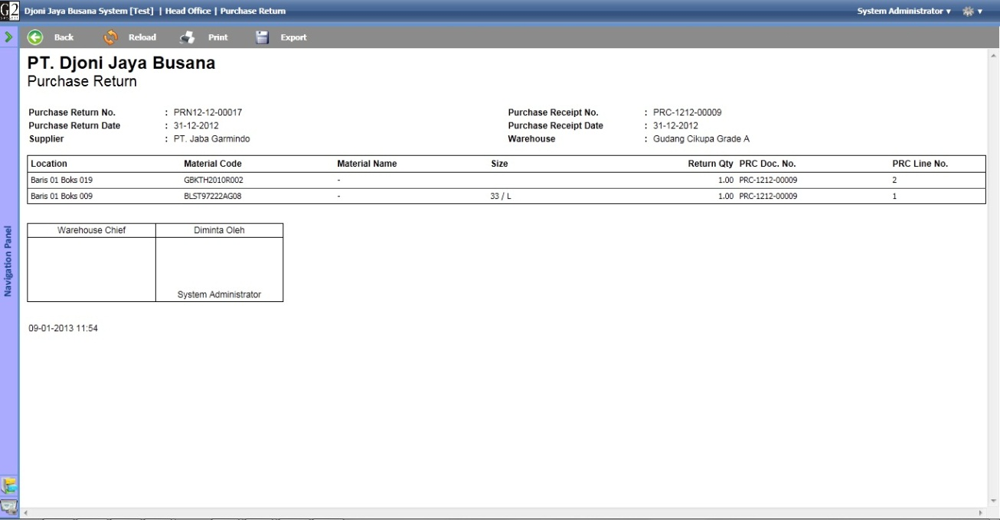 G2 Djoni Jaya Busana System [Test] | Head Office | Purchase Return System Administrator
Back Reload Print Export
PT. Djoni Jaya Busana
Purchase Return
Purchase Return No. : PRN12-12-00017 Purchase Receipt No. : PRC-1212-00009
Purchase Return Date : 31-12-2012 Purchase Receipt Date : 31-12-2012
Supplier : PT. Jaba Garmindo Warehouse : Gudang Cikupa Grade A
Location Material Code Material Name Size Return Qty PRC Doc. No. PRC Line No.
Baris 01 Boks 019 GBKTH2010R002 - 1.00 PRC-1212-00009 2
Baris 01 Boks 009 BLST97222AG08 - 33 / L 1.00 PRC-1212-00009 1
Warehouse Chief Diminta Oleh
System Administrator
09-01-2013 11:54
Navigation Panel